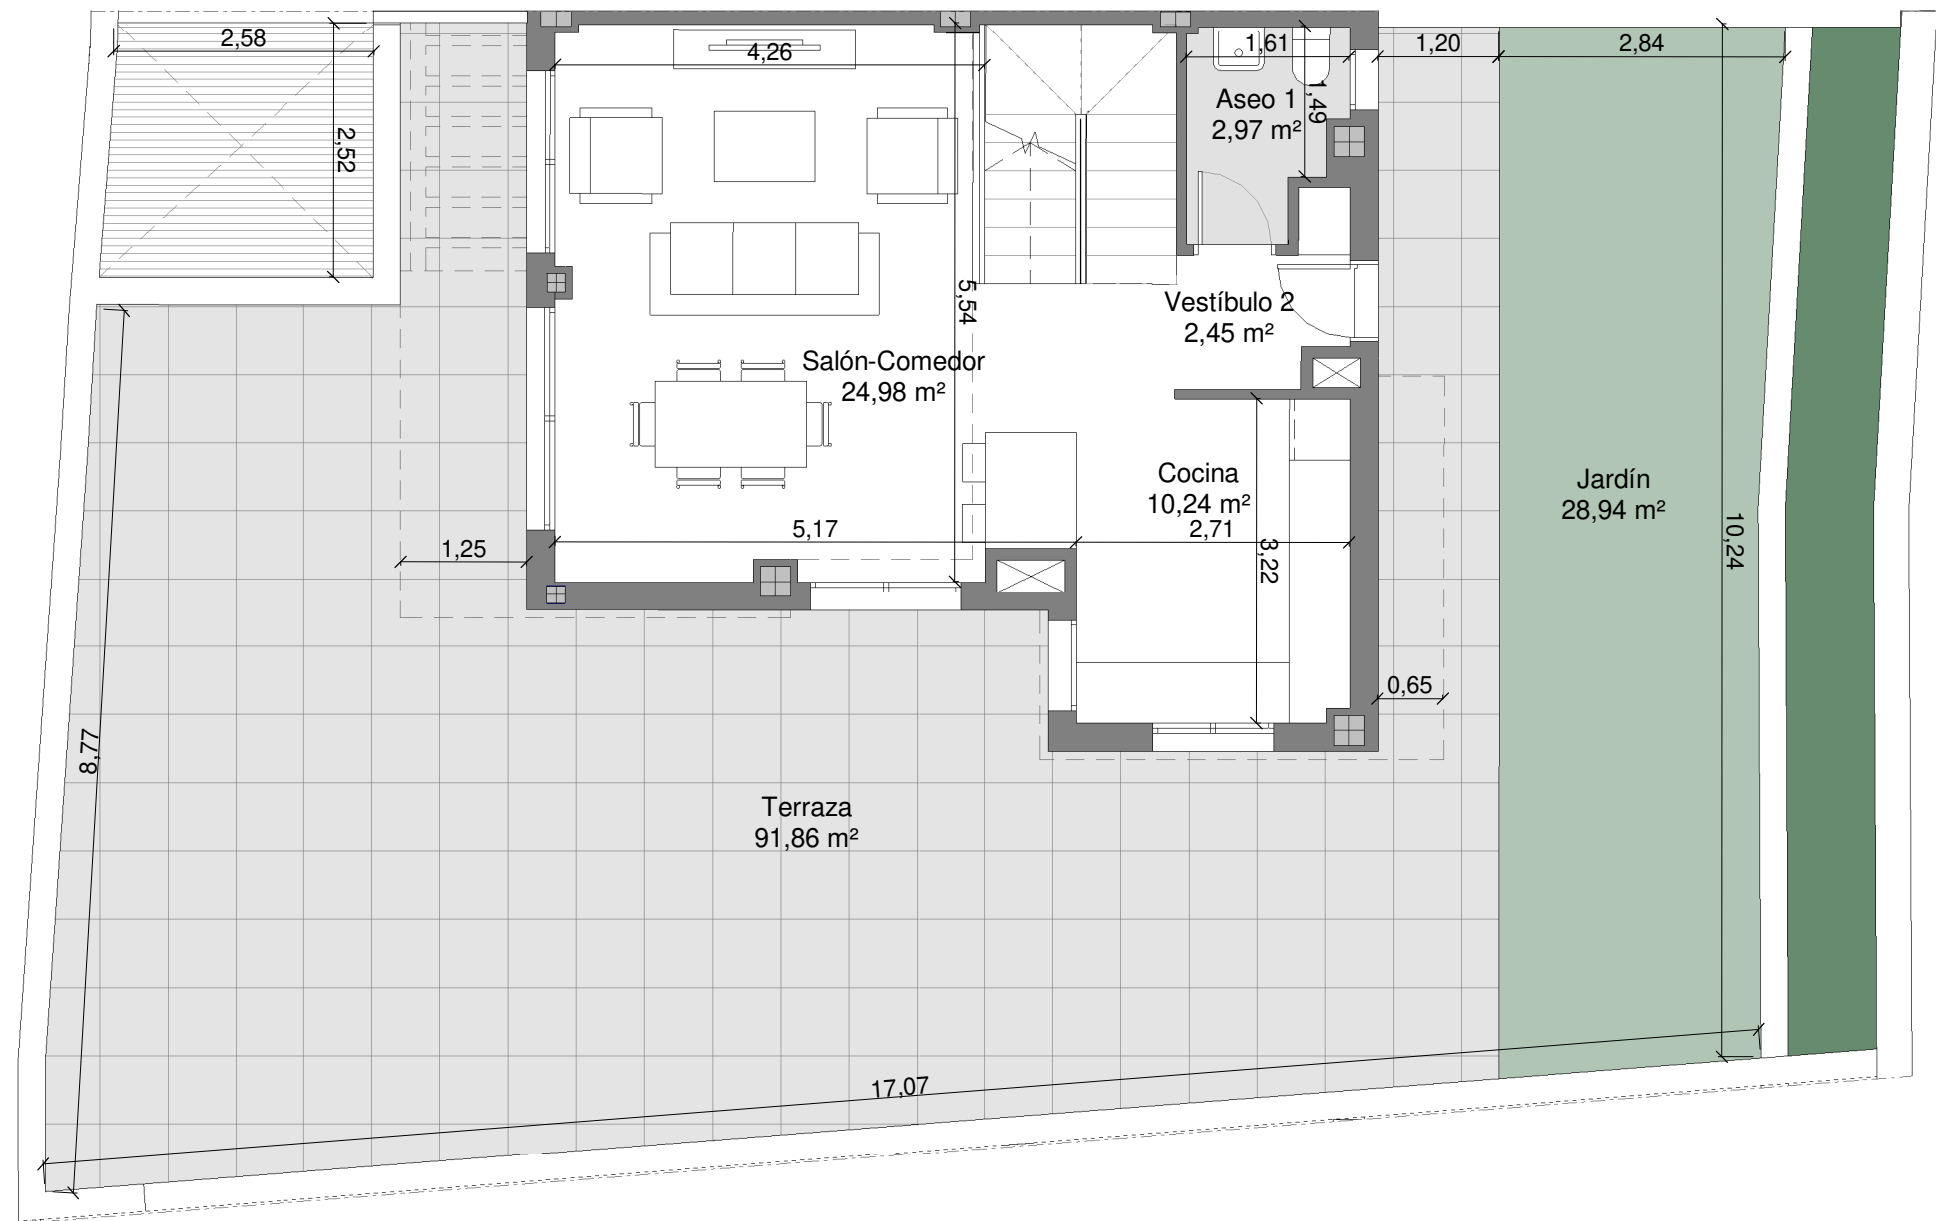 2,58
4,26
1,61
1,20
2,84
2,52
Aseo 1
2,97 m²
1,49
5,54
Vestíbulo 2
2,45 m²
Salón-Comedor
24,98 m²
Cocina
10,24 m²
Jardín
28,94 m²
10,24
5,17
2,71
3,22
1,25
0,65
8,77
Terraza
91,86 m²
17,07